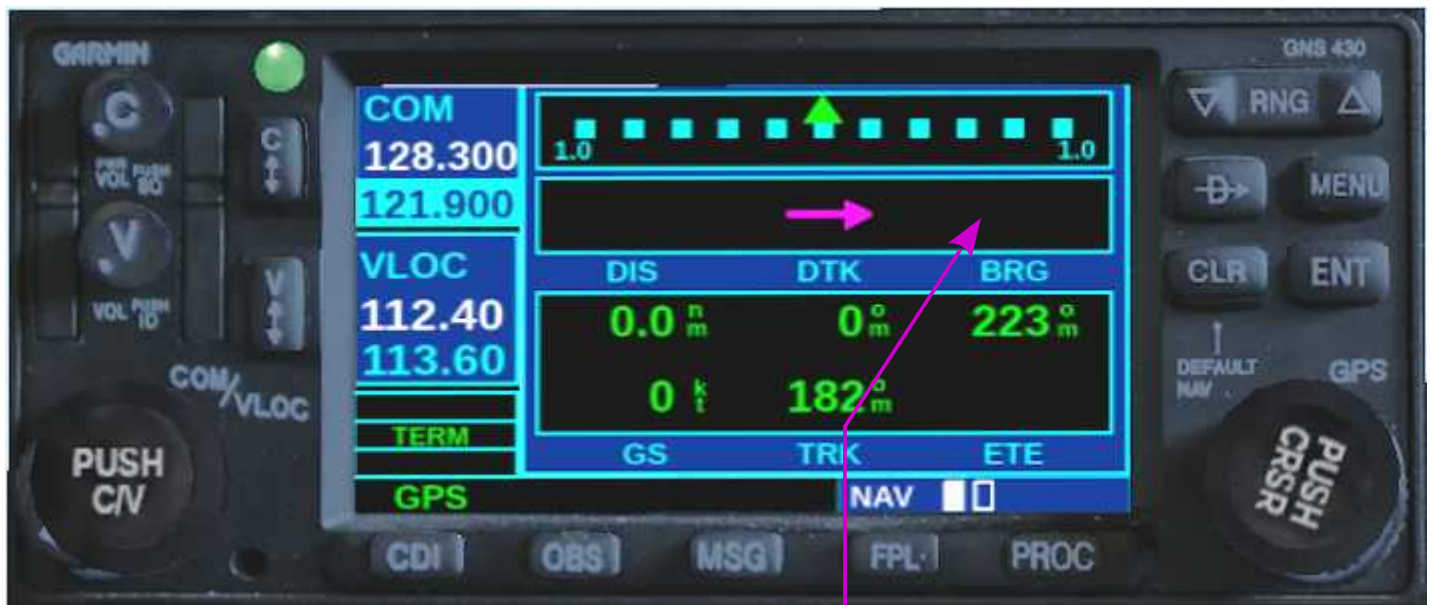 GARMIN
GNS 430
C
PWR
VOL
PUSH
SQ
C
V
VOL
PUSH
ID
V
COM/VLOC
PUSH
C/V
COM
128.300
121.900
VLOC
112.40
113.60
TERM
GPS
1.0
1.0
DIS DTK BRG
0.0 nm 0 °m 223 °m
0 kt 182 °m
GS TRK ETE
NAV
RNG
D
MENU
CLR
ENT
DEFAULT
NAV
GPS
PUSH
CRSR
CDI OBS MSG FPL PROC